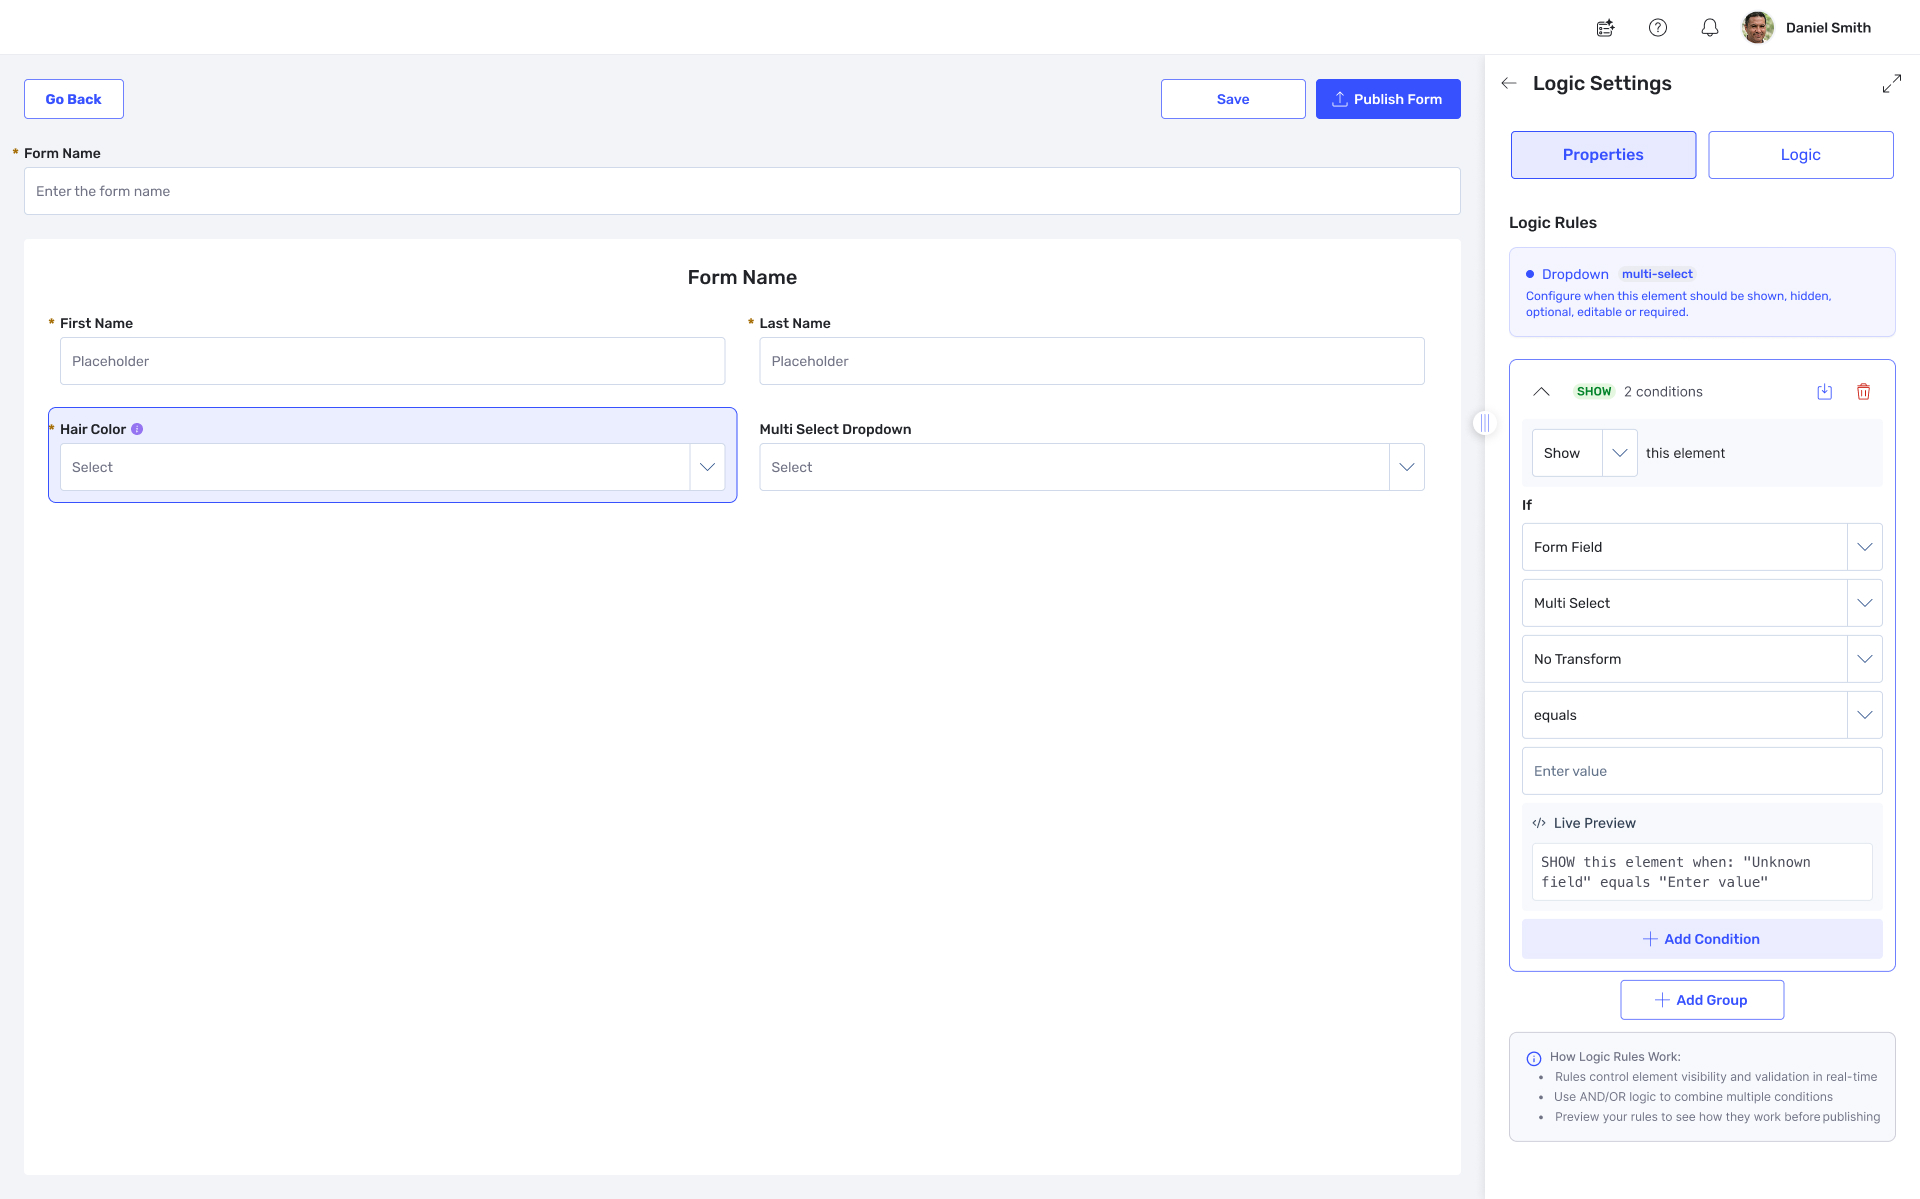 Daniel Smith
Go Back
Save
Publish Form
* Form Name
Enter the form name
Form Name
* First Name
Placeholder
* Last Name
Placeholder
* Hair Color
Select
Multi Select Dropdown
Select
Logic Settings
Properties
Logic
Logic Rules
Dropdown multi-select
Configure when this element should be shown, hidden,
optional, editable or required.
SHOW 2 conditions
Show this element
If
Form Field
Multi Select
No Transform
equals
Enter value
</> Live Preview
SHOW this element when: "Unknown
field" equals "Enter value"
Add Condition
Add Group
How Logic Rules Work:
• Rules control element visibility and validation in real-time
• Use AND/OR logic to combine multiple conditions
• Preview your rules to see how they work before publishing